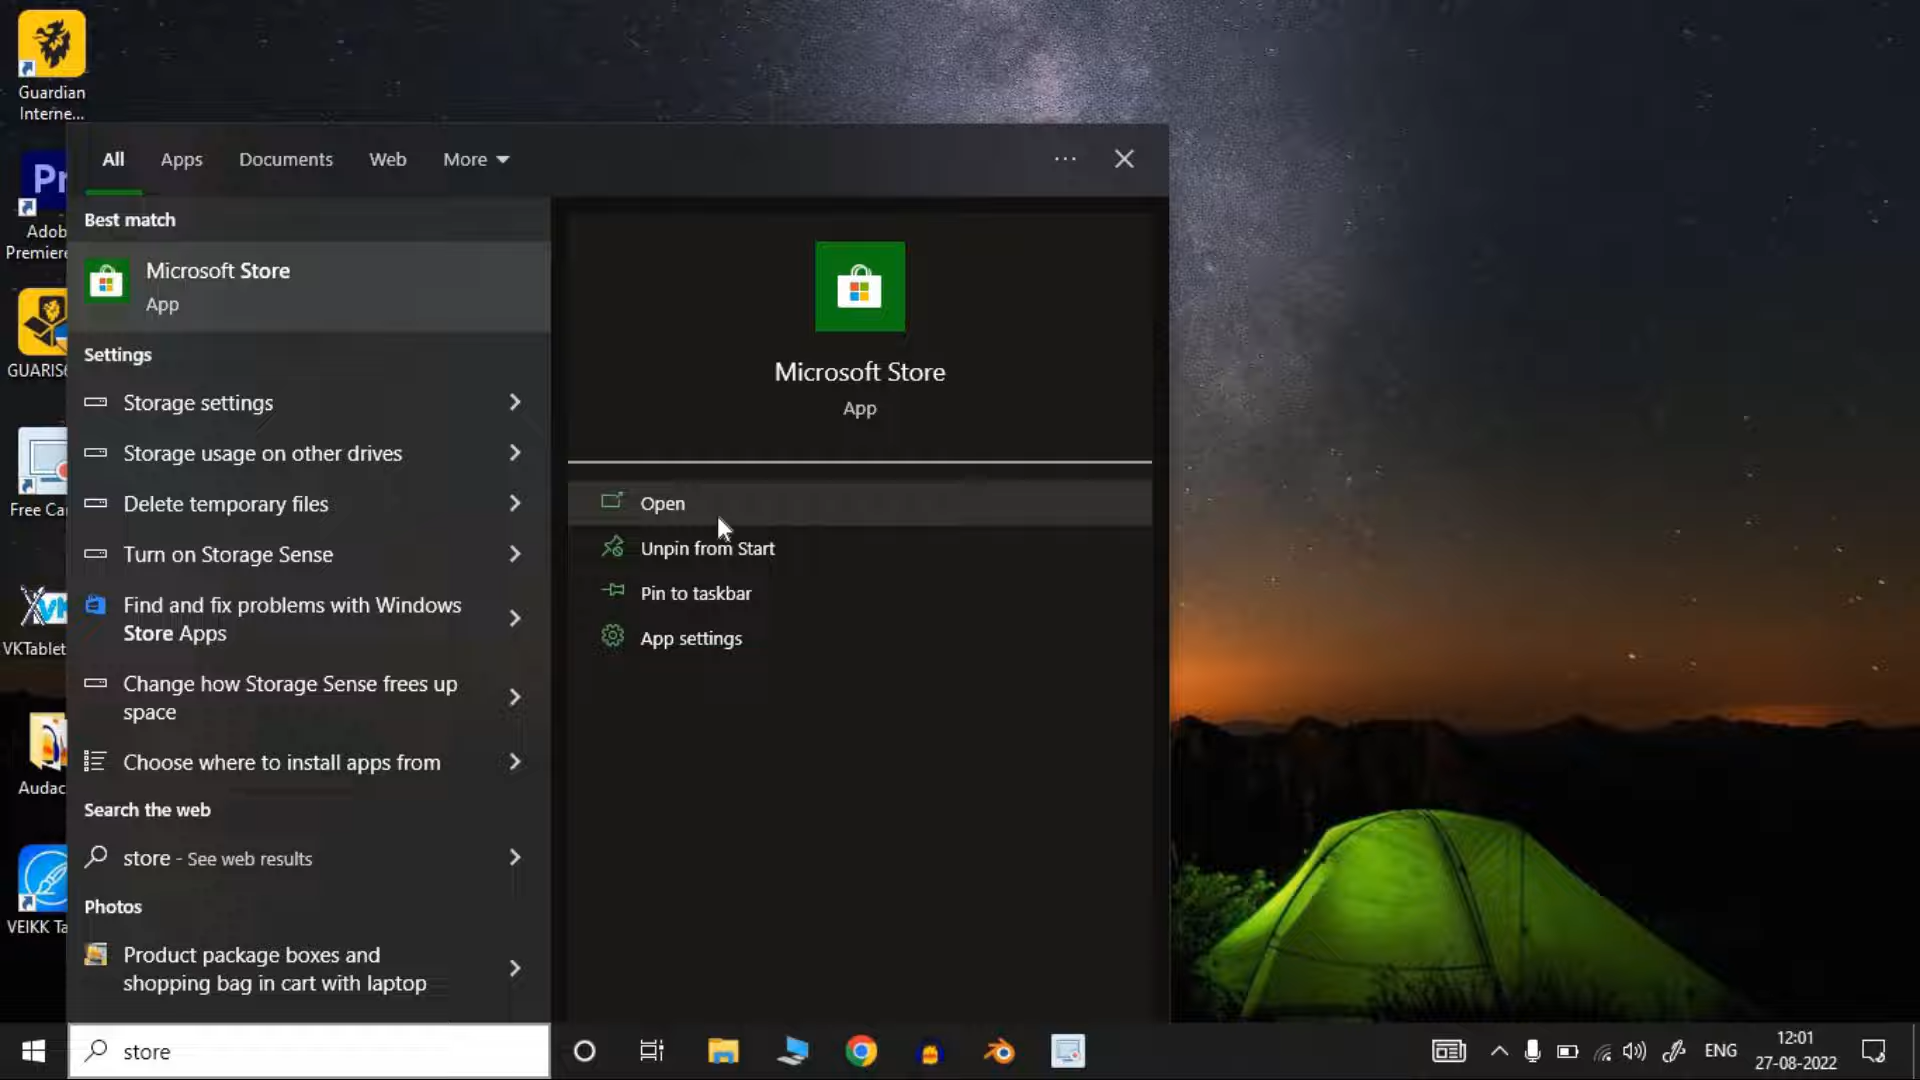 Guardian
Interne...
Pr
Adob
Premiere
GUARIS
Free Ca
VKTablet
Audac
VEIKK Ta
All
Apps
Documents
Web
More
Best match
Microsoft Store
App
Settings
Storage settings
Storage usage on other drives
Delete temporary files
Turn on Storage Sense
Find and fix problems with Windows
Store Apps
Change how Storage Sense frees up
space
Choose where to install apps from
Search the web
store - See web results
Photos
Product package boxes and
shopping bag in cart with laptop
Microsoft Store
App
Open
Unpin from Start
Pin to taskbar
App settings
store
ENG
12:01
27-08-2022